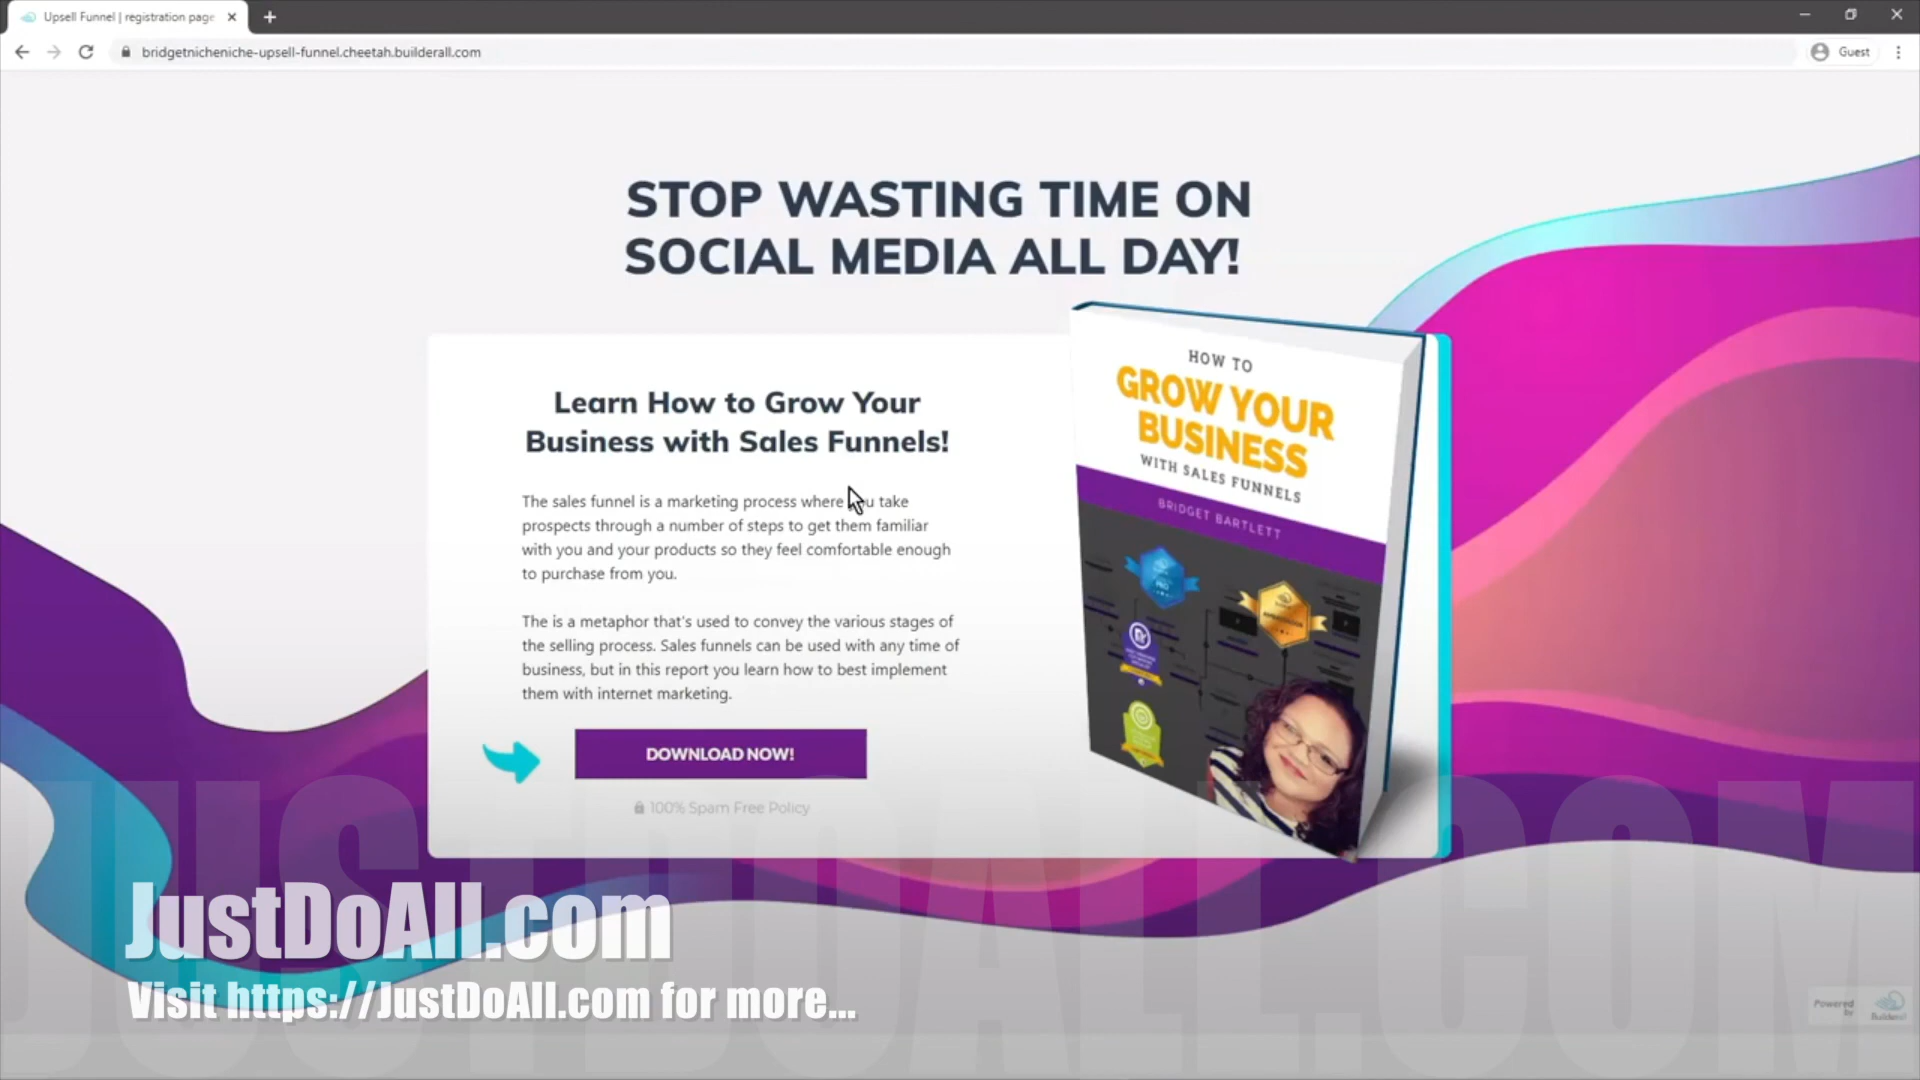 Upsell Funnel | registration page
bridgetnicheniche-upsell-funnel.cheetah.builderall.com
Guest
STOP WASTING TIME ON
SOCIAL MEDIA ALL DAY!
Learn How to Grow Your
Business with Sales Funnels!
The sales funnel is a marketing process where you take
prospects through a number of steps to get them familiar
with you and your products so they feel comfortable enough
to purchase from you.
The is a metaphor that's used to convey the various stages of
the selling process. Sales funnels can be used with any time of
business, but in this report you learn how to best implement
them with internet marketing.
DOWNLOAD NOW!
100% Spam Free Policy
HOW TO
GROW YOUR
BUSINESS
WITH SALES FUNNELS
BRIDGET BARTLETT
JUSTDOALL.COM
JustDoAll.com
Visit https://JustDoAll.com for more...
Powered
by
Builderall